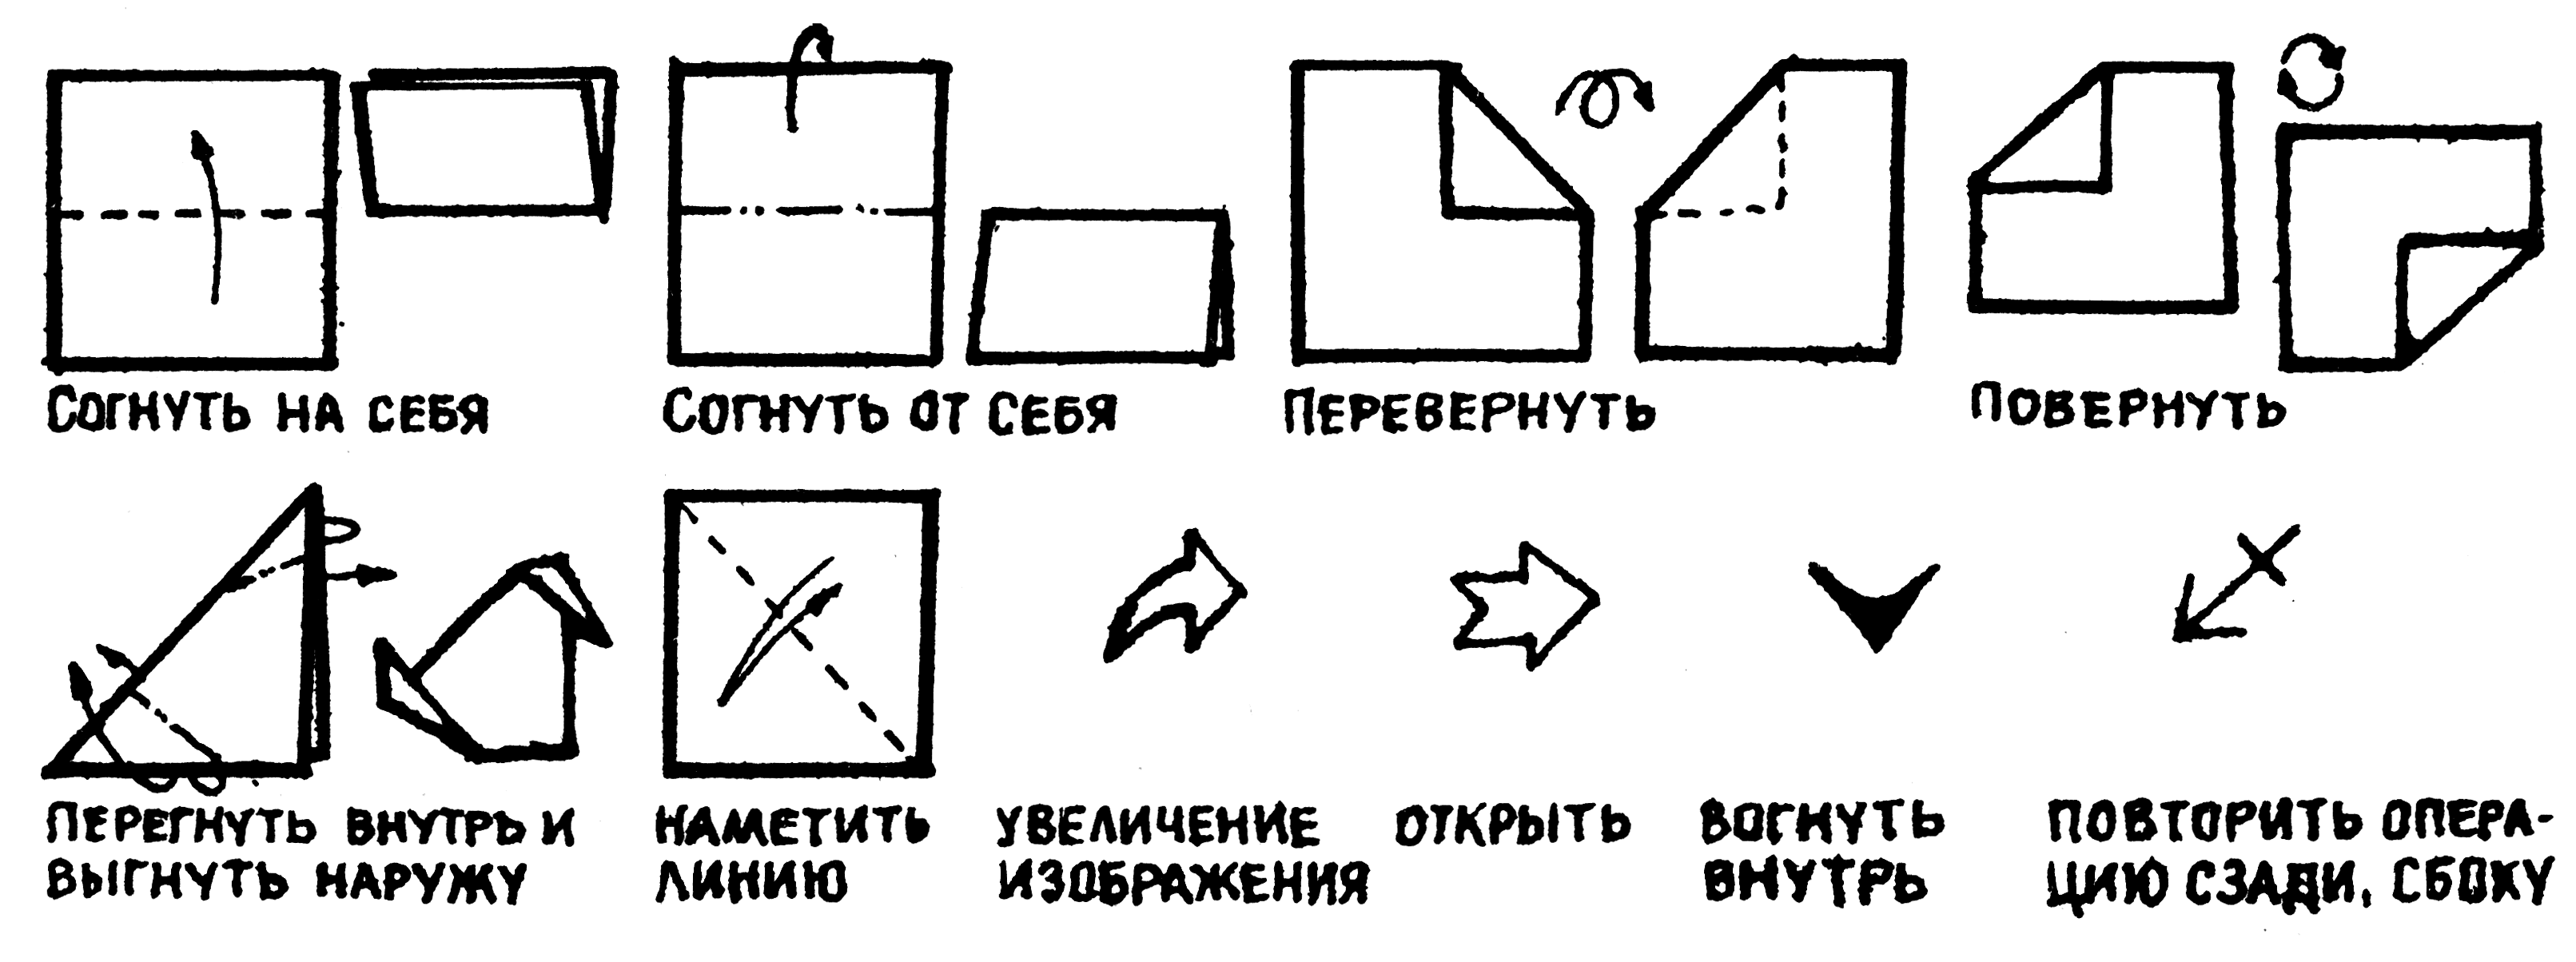 СОГНУТЬ НА СЕБЯ
СОГНУТЬ ОТ СЕБЯ
ПЕРЕВЕРНУТЬ
ПОВЕРНУТЬ
ПЕРЕГНУТЬ ВНУТРЬ И
ВЫГНУТЬ НАРУЖУ
НАМЕТИТЬ
ЛИНИЮ
УВЕЛИЧЕНИЕ
ИЗОБРАЖЕНИЯ
ОТКРЫТЬ
ВОГНУТЬ
ВНУТРЬ
ПОВТОРИТЬ ОПЕРА-
ЦИЮ СЗАДИ, СБОКУ